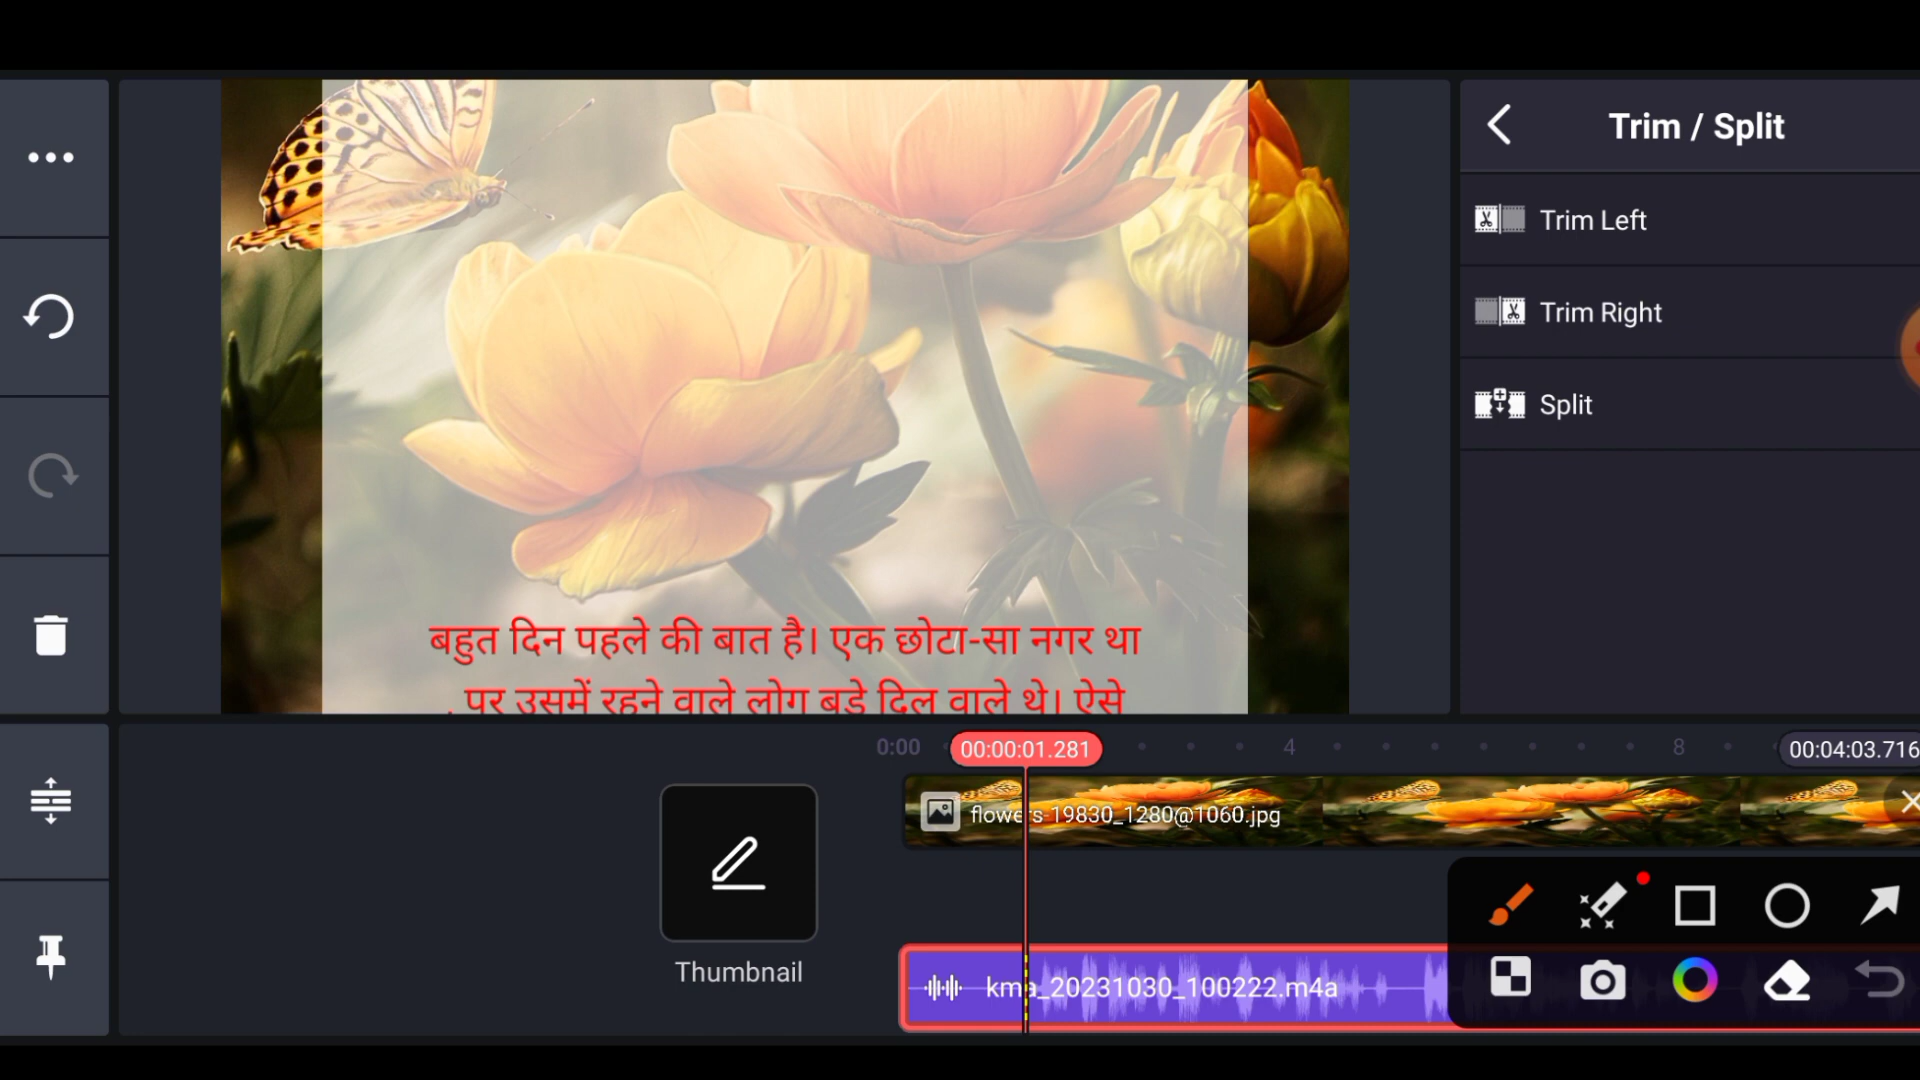 Trim / Split
Trim Left
Trim Right
Split
बहुत दिन पहले की बात है। एक छोटा-सा नगर था
, पर उसमें रहने वाले लोग बड़े दिल वाले थे। ऐसे
0:00
00:00:01.281
4
8
00:04:03.716
flowers-19830_1280@1060.jpg
Thumbnail
kma_20231030_100222.m4a